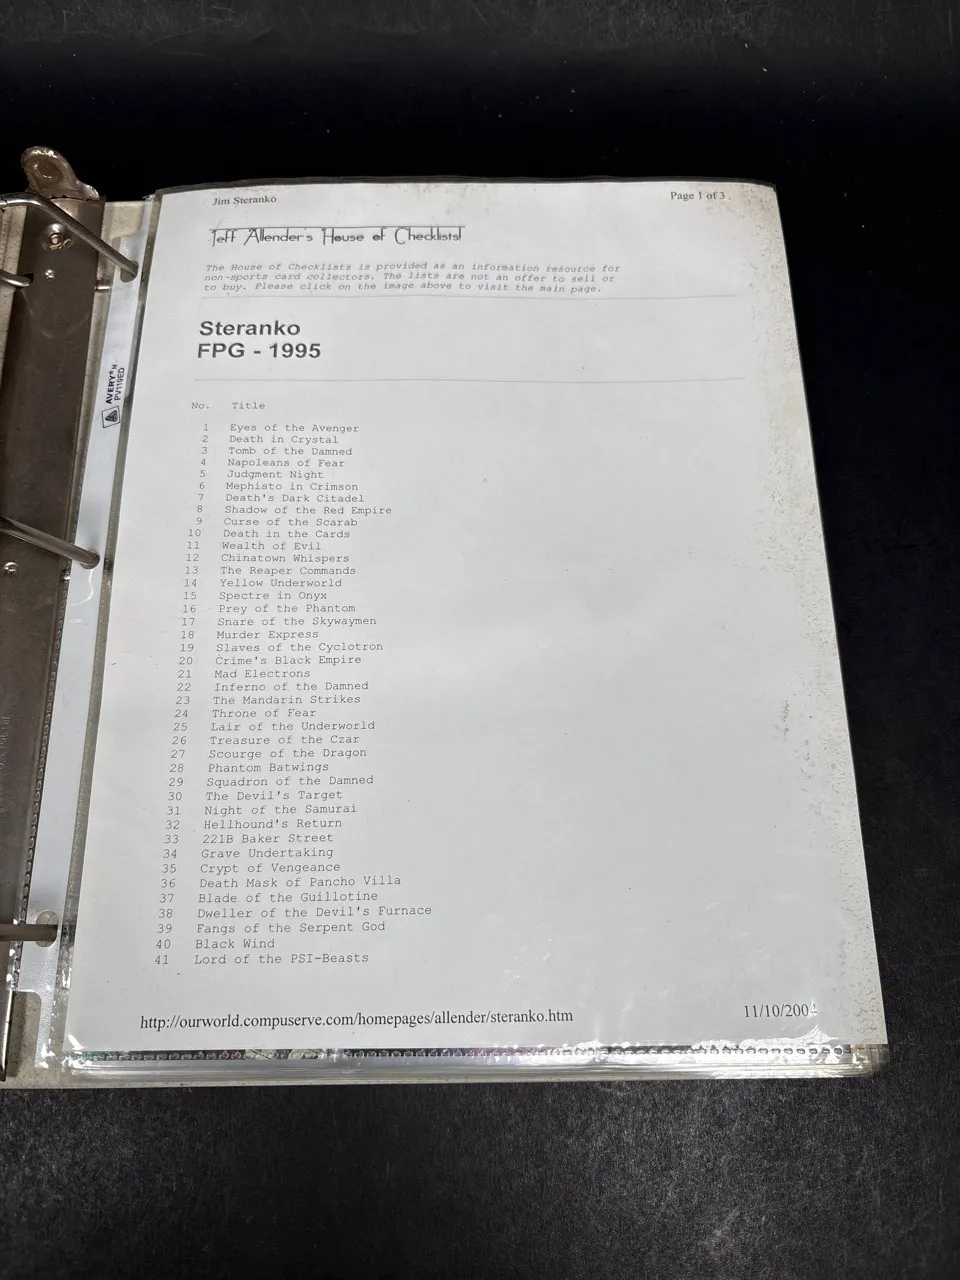 Jim Steranko
Page 1 of 3
Jeff Allender's House of Checklists!
The House of Checklists is provided as an information resource for
non-sports card collectors. The lists are not an offer to sell or
to buy. Please click on the image above to visit the main page.
Steranko
FPG - 1995
AVERY®
PV119ED
No. Title
1 Eyes of the Avenger
2 Death in Crystal
3 Tomb of the Damned
4 Napoleans of Fear
5 Judgment Night
6 Mephisto in Crimson
7 Death's Dark Citadel
8 Shadow of the Red Empire
9 Curse of the Scarab
10 Death in the Cards
11 Wealth of Evil
12 Chinatown Whispers
13 The Reaper Commands
14 Yellow Underworld
15 Spectre in Onyx
16 Prey of the Phantom
17 Snare of the Skywaymen
18 Murder Express
19 Slaves of the Cyclotron
20 Crime's Black Empire
21 Mad Electrons
22 Inferno of the Damned
23 The Mandarin Strikes
24 Throne of Fear
25 Lair of the Underworld
26 Treasure of the Czar
27 Scourge of the Dragon
28 Phantom Batwings
29 Squadron of the Damned
30 The Devil's Target
31 Night of the Samurai
32 Hellhound's Return
33 221B Baker Street
34 Grave Undertaking
35 Crypt of Vengeance
36 Death Mask of Pancho Villa
37 Blade of the Guillotine
38 Dweller of the Devil's Furnace
39 Fangs of the Serpent God
40 Black Wind
41 Lord of the PSI-Beasts
http://ourworld.compuserve.com/homepages/allender/steranko.htm
11/10/2004